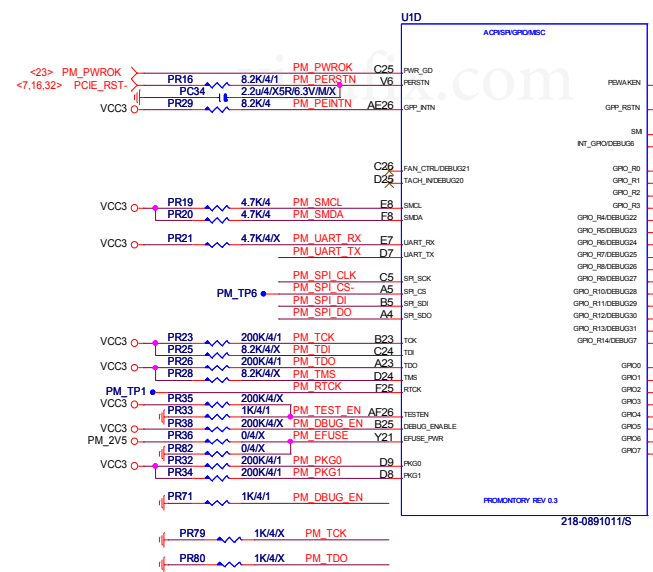 U1D
ACPI/SPI/GPIO/MISC
<23> PM_PWROK PM_PWROK C25 PWR_GD
<7,16,32> PCIE_RST- PR16 8.2K/4/1 PM_PERSTN V6 PERSTN PEWAKEN
PC34 2.2u/4/X5R/6.3V/M/X
VCC3 PR29 8.2K/4 PM_PEINTN AE26 GPP_INTN GPP_RSTN
SMI
INT_GPIO/DEBUG6
C26 FAN_CTRL/DEBUG21 GPIO_R0
D25 TACH_IN/DEBUG20 GPIO_R1
GPIO_R2
VCC3 PR19 4.7K/4 PM_SMCL E8 SMCL GPIO_R3
PR20 4.7K/4 PM_SMDA F8 SMDA GPIO_R4/DEBUG22
GPIO_R5/DEBUG23
VCC3 PR21 4.7K/4/X PM_UART_RX E7 UART_RX GPIO_R6/DEBUG24
PM_UART_TX D7 UART_TX GPIO_R7/DEBUG25
GPIO_R8/DEBUG26
PM_SPI_CLK C5 SPI_SCK GPIO_R9/DEBUG27
PM_TP6 PM_SPI_CS- A5 SPI_CS GPIO_R10/DEBUG28
PM_SPI_DI B5 SPI_SDI GPIO_R11/DEBUG29
PM_SPI_DO A4 SPI_SDO GPIO_R12/DEBUG30
GPIO_R13/DEBUG31
VCC3 PR23 200K/4/1 PM_TCK B23 TCK GPIO_R14/DEBUG7
PR25 8.2K/4/X PM_TDI C24 TDI
VCC3 PR26 200K/4/1 PM_TDO A23 TDO GPIO0
PR28 8.2K/4/X PM_TMS D24 TMS GPIO1
PM_TP1 PM_RTCK F25 RTCK GPIO2
VCC3 PR35 200K/4/X GPIO3
PR33 1K/4/1 PM_TEST_EN AF26 TESTEN GPIO4
VCC3 PR38 200K/4/X PM_DBUG_EN B25 DEBUG_ENABLE GPIO5
PM_2V5 PR36 0/4/X PM_EFUSE Y21 EFUSE_PWR GPIO6
PR82 0/4/X GPIO7
VCC3 PR32 200K/4/1 PM_PKG0 D9 PKG0
PR34 200K/4/1 PM_PKG1 D8 PKG1
PR71 1K/4/1 PM_DBUG_EN
PROMONTORY REV 0.3
218-0891011/S
PR79 1K/4/X PM_TCK
PR80 1K/4/X PM_TDO